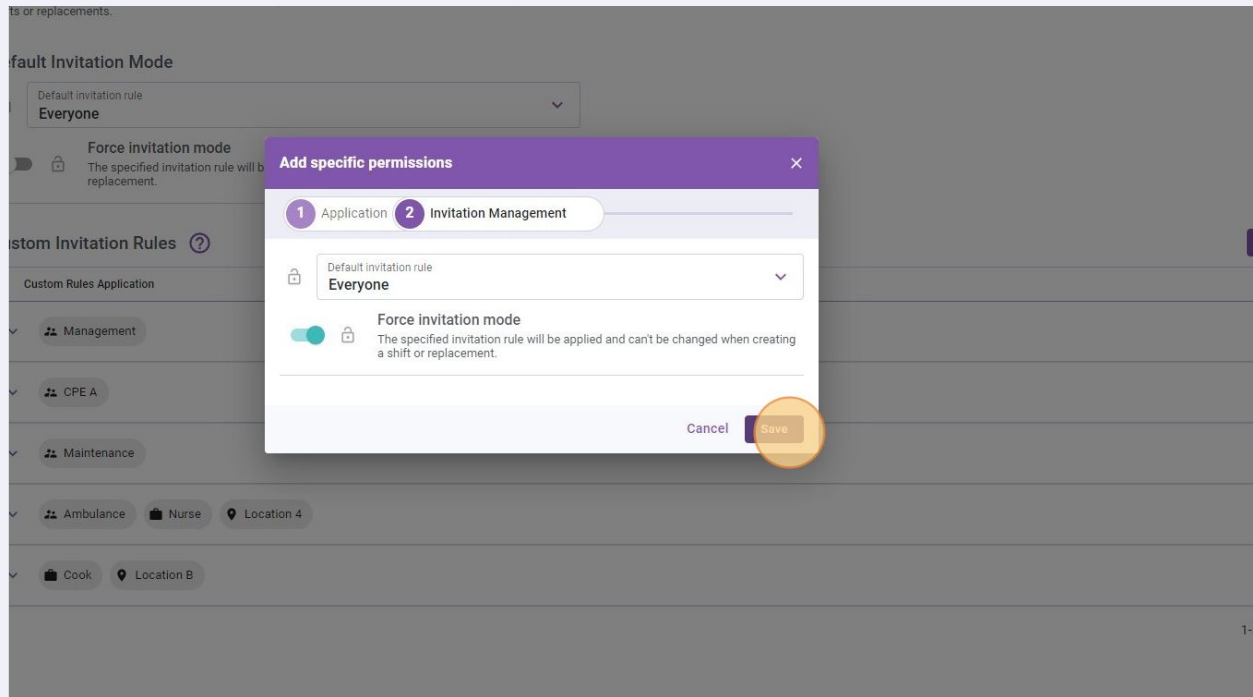 ts or replacements.
fault Invitation Mode
Default invitation rule
Everyone
Force invitation mode
The specified invitation rule will b
replacement.
Add specific permissions
1 Application 2 Invitation Management
Default invitation rule
Everyone
Force invitation mode
The specified invitation rule will be applied and can't be changed when creating
a shift or replacement.
Cancel Save
stom Invitation Rules ?
Custom Rules Application
Management
CPE A
Maintenance
Ambulance Nurse Location 4
Cook Location B
1-